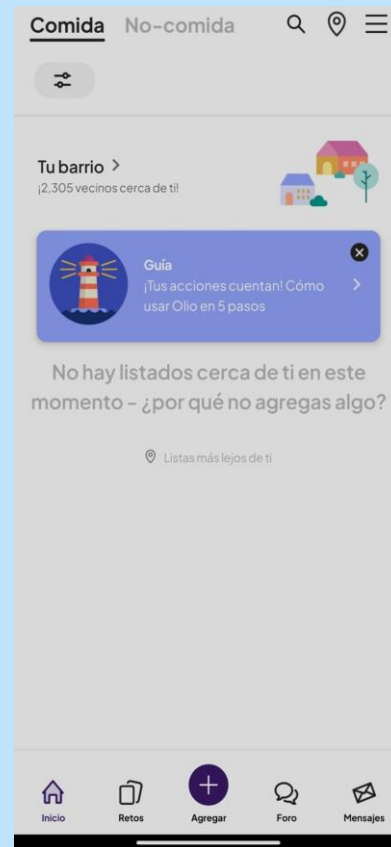 Comida No-comida
Tu barrio >
¡2,305 vecinos cerca de ti!
Guía
¡Tus acciones cuentan! Cómo
usar Olio en 5 pasos
No hay listados cerca de ti en este
momento - ¿por qué no agregas algo?
Listas más lejos de ti
Inicio Retos Agregar Foro Mensajes